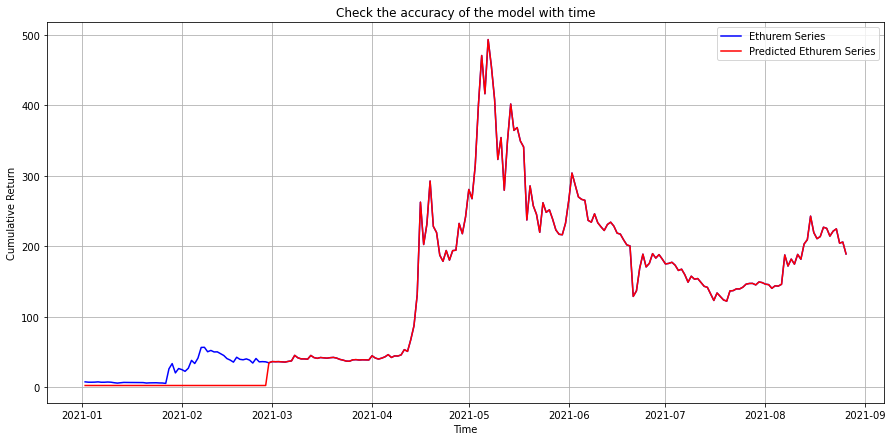 Check the accuracy of the model with time
Ethurem Series
Predicted Ethurem Series
Cumulative Return
500
400
300
200
100
0
2021-01 2021-02 2021-03 2021-04 2021-05 2021-06 2021-07 2021-08 2021-09
Time